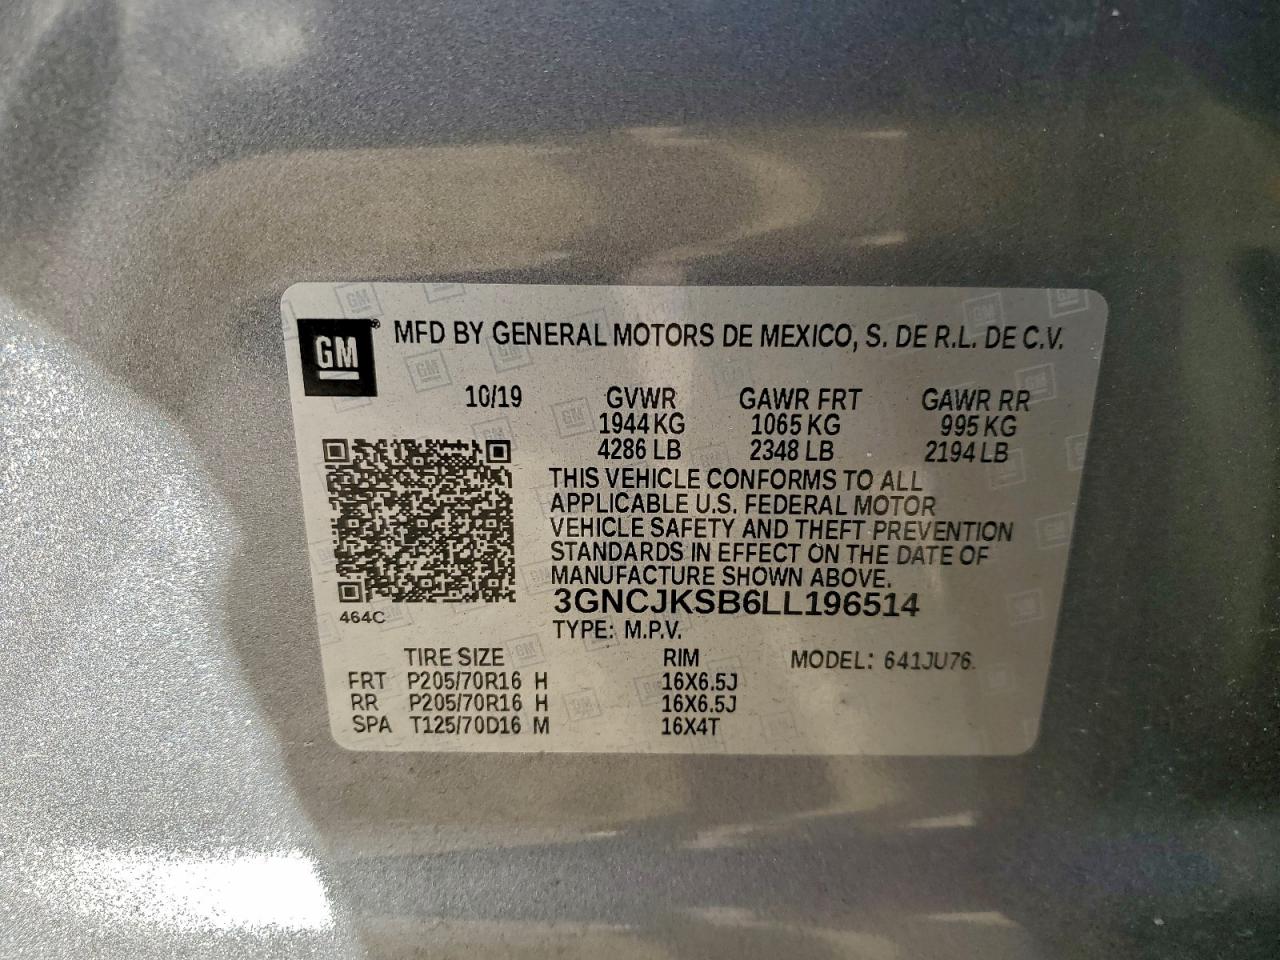 GM
MFD BY GENERAL MOTORS DE MEXICO, S. DE R.L. DE C.V.
10/19 GVWR GAWR FRT GAWR RR
1944 KG 1065 KG 995 KG
4286 LB 2348 LB 2194 LB
THIS VEHICLE CONFORMS TO ALL
APPLICABLE U.S. FEDERAL MOTOR
VEHICLE SAFETY AND THEFT PREVENTION
STANDARDS IN EFFECT ON THE DATE OF
MANUFACTURE SHOWN ABOVE.
3GNCJKSB6LL196514
464C
TYPE: M.P.V.
TIRE SIZE RIM MODEL: 641JU76
FRT P205/70R16 H 16X6.5J
RR P205/70R16 H 16X6.5J
SPA T125/70D16 M 16X4T